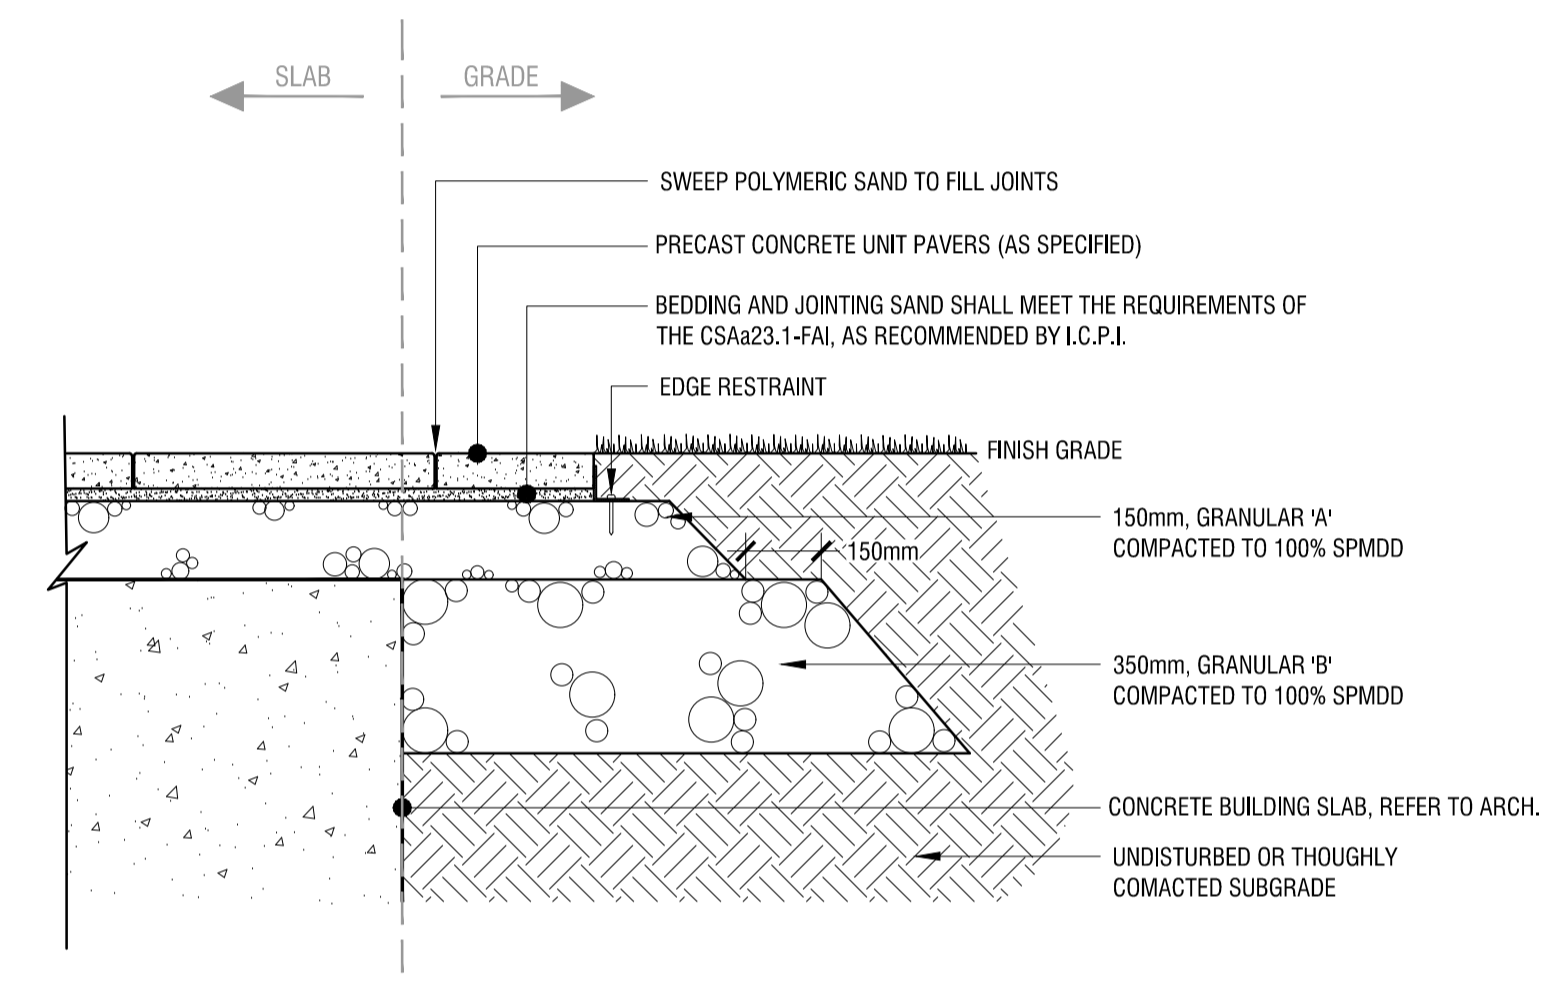 SLAB
GRADE
SWEEP POLYMERIC SAND TO FILL JOINTS
PRECAST CONCRETE UNIT PAVERS (AS SPECIFIED)
BEDDING AND JOINTING SAND SHALL MEET THE REQUIREMENTS OF
THE CSAa23.1-FAI, AS RECOMMENDED BY I.C.P.I.
EDGE RESTRAINT
FINISH GRADE
150mm, GRANULAR 'A'
COMPACTED TO 100% SPMDD
150mm
350mm, GRANULAR 'B'
COMPACTED TO 100% SPMDD
CONCRETE BUILDING SLAB, REFER TO ARCH.
UNDISTURBED OR THOUGHLY
COMACTED SUBGRADE